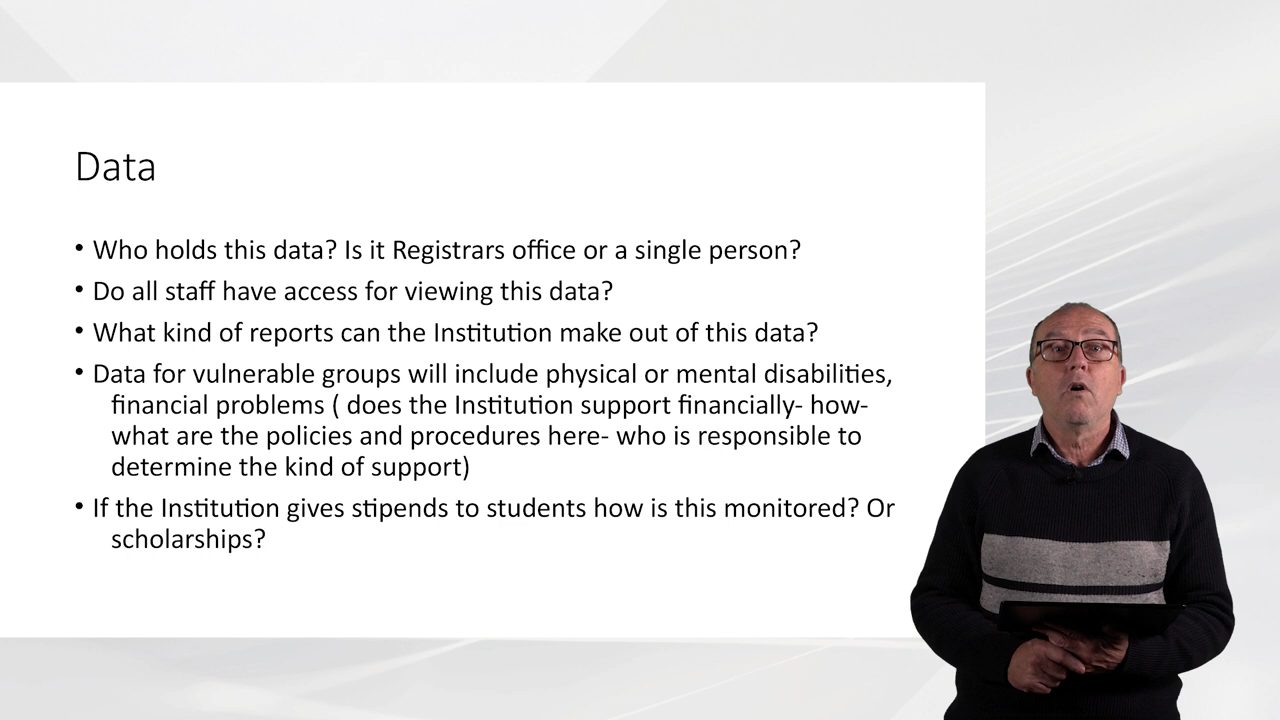 Data
• Who holds this data? Is it Registrars office or a single person?
• Do all staff have access for viewing this data?
• What kind of reports can the Institution make out of this data?
• Data for vulnerable groups will include physical or mental disabilities,
financial problems ( does the Institution support financially- how-
what are the policies and procedures here- who is responsible to
determine the kind of support)
• If the Institution gives stipends to students how is this monitored? Or
scholarships?